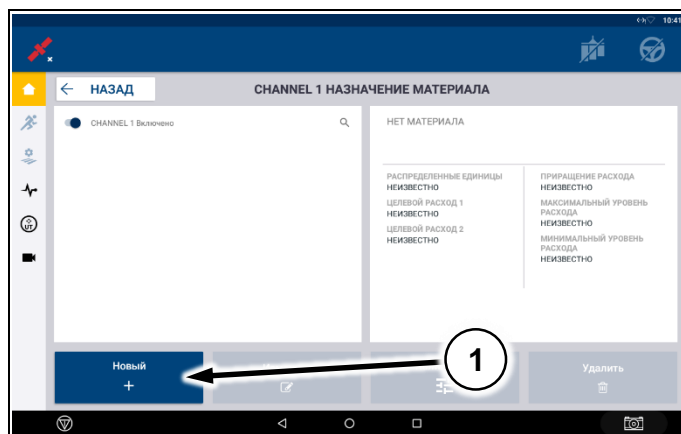 10:41
НАЗАД
CHANNEL 1 НАЗНАЧЕНИЕ МАТЕРИАЛА
CHANNEL 1 Включено
НЕТ МАТЕРИАЛА
РАСПРЕДЕЛЕННЫЕ ЕДИНИЦЫ
НЕИЗВЕСТНО
ЦЕЛЕВОЙ РАСХОД 1
НЕИЗВЕСТНО
ЦЕЛЕВОЙ РАСХОД 2
НЕИЗВЕСТНО
ПРИРАЩЕНИЕ РАСХОДА
НЕИЗВЕСТНО
МАКСИМАЛЬНЫЙ УРОВЕНЬ
РАСХОДА
НЕИЗВЕСТНО
МИНИМАЛЬНЫЙ УРОВЕНЬ
РАСХОДА
НЕИЗВЕСТНО
UT
Новый
1
Удалить